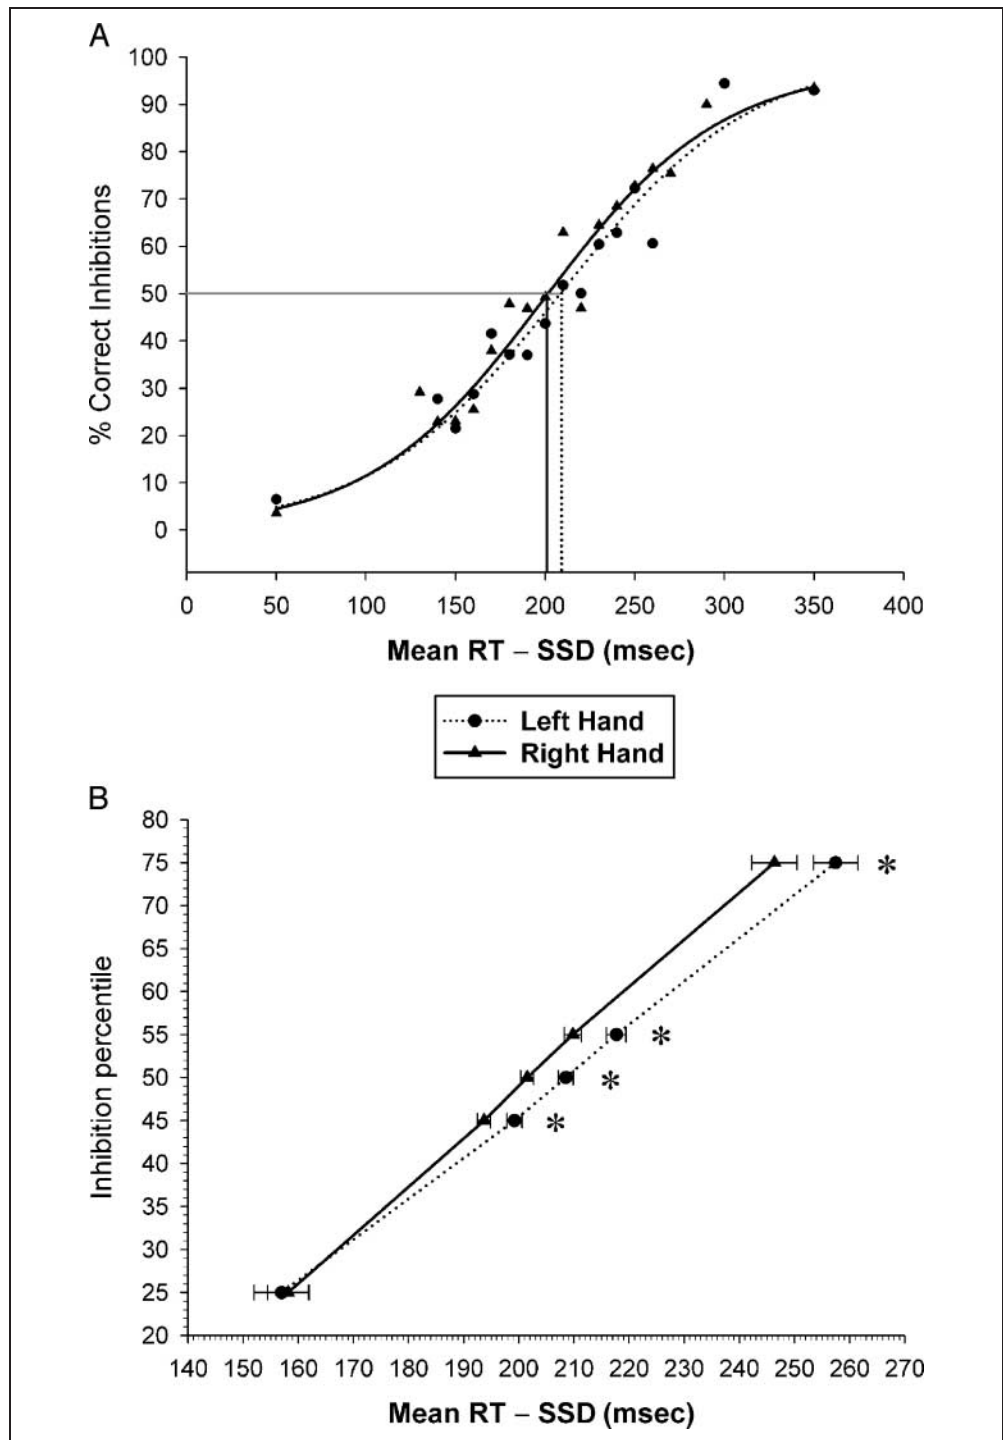 A
100
90
80
70
60
50
40
30
20
10
0
% Correct Inhibitions
0 50 100 150 200 250 300 350 400
Mean RT – SSD (msec)
Left Hand
Right Hand
B
80
75
70
65
60
55
50
45
40
35
30
25
20
Inhibition percentile
*
*
*
*
140 150 160 170 180 190 200 210 220 230 240 250 260 270
Mean RT – SSD (msec)